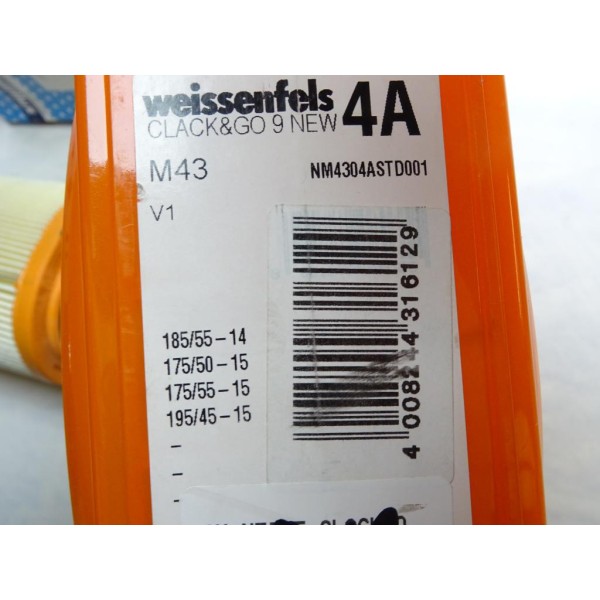 weissenfels 4A
CLACK&GO 9 NEW
M43 NM4304ASTD001
V1
185/55-14
175/50-15
175/55-15
195/45-15
-
-
-
4 008244 316129